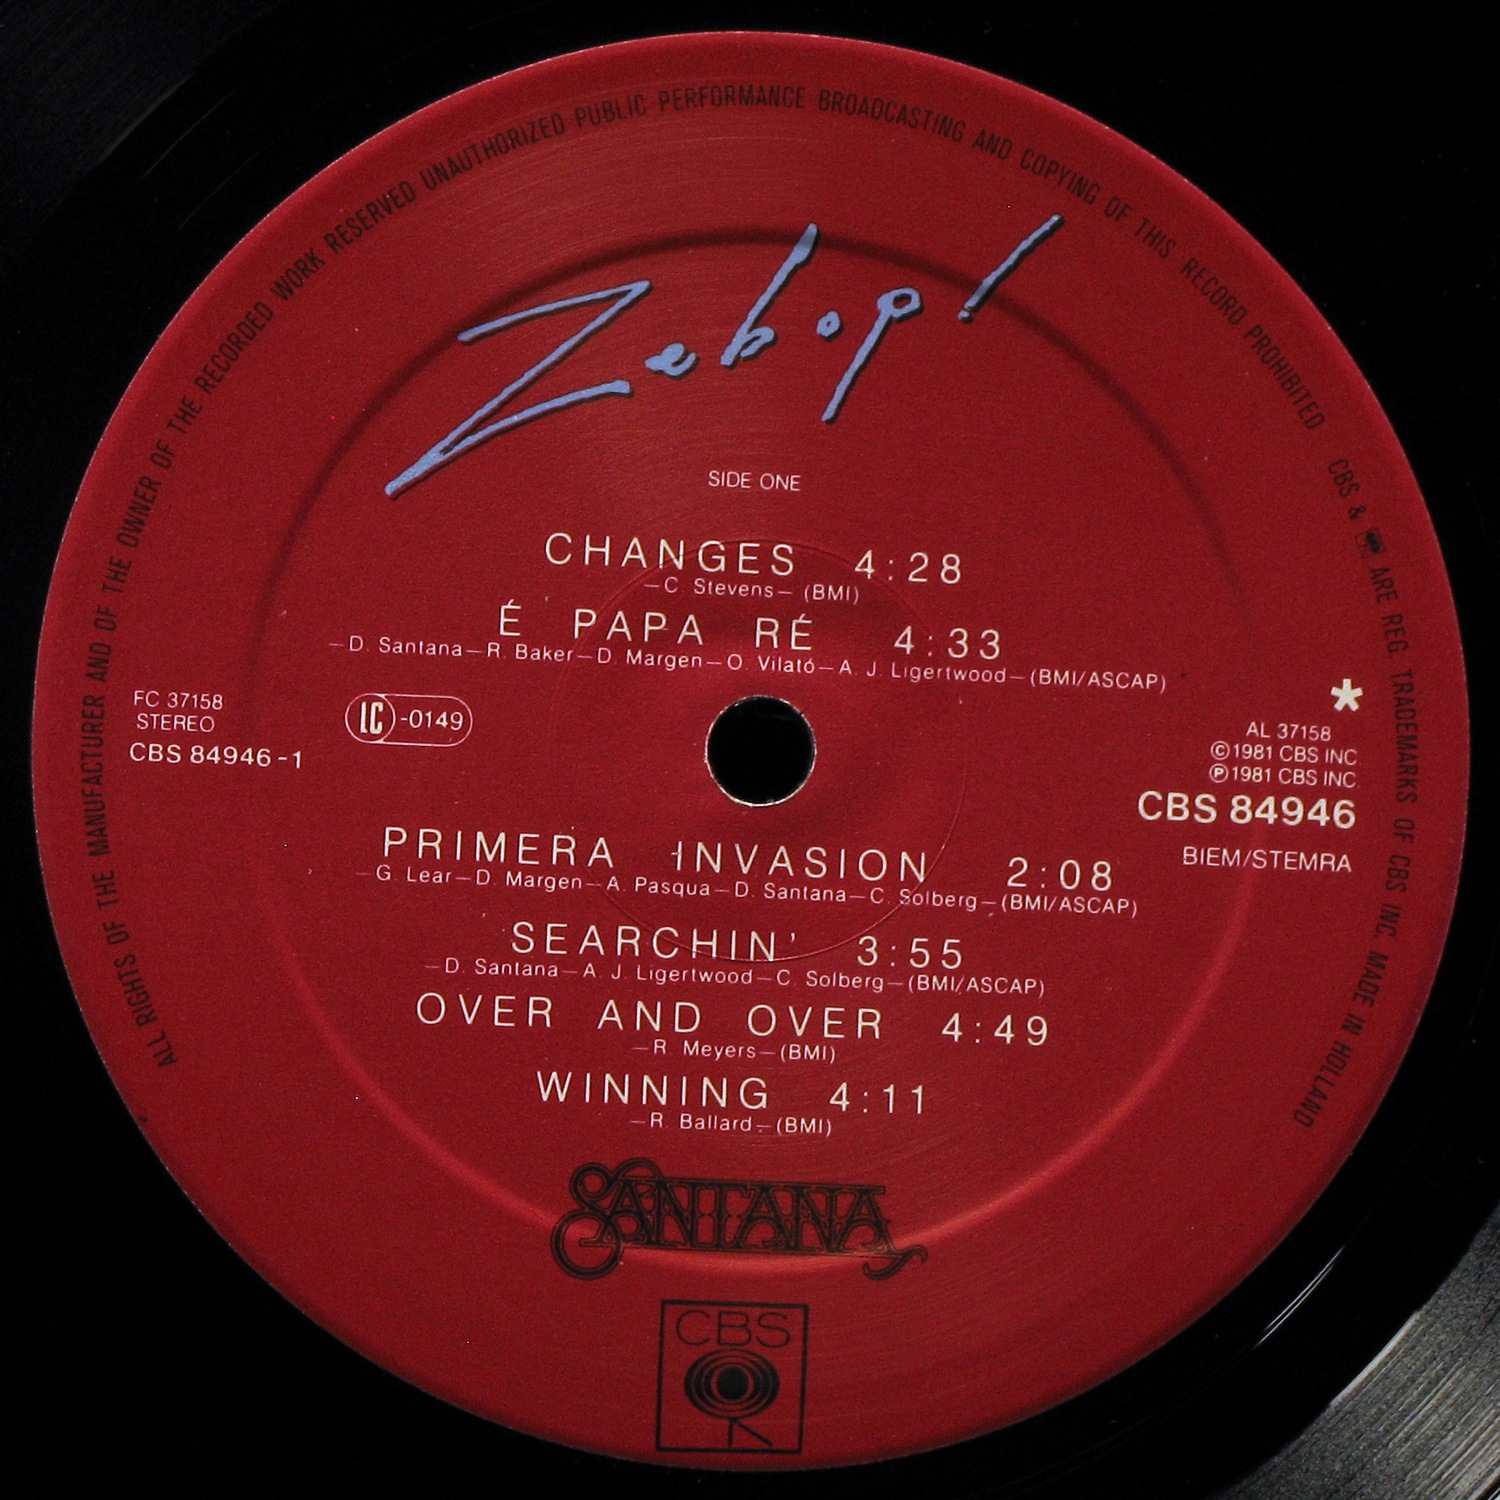 ALL RIGHTS OF THE MANUFACTURER AND OF THE OWNER OF THE RECORDED WORK RESERVED UNAUTHORIZED PUBLIC PERFORMANCE BROADCASTING AND COPYING OF THIS RECORD PROHIBITED CBS & ARE REG. TRADEMARKS OF CBS INC. MADE IN HOLLAND
Zebop!
SIDE ONE
CHANGES 4:28
—C. Stevens— (BMI)
É PAPA RÉ 4:33
—D. Santana—R. Baker—D. Margen—O. Vilató—A. J. Ligertwood—(BMI/ASCAP)
FC 37158
STEREO
CBS 84946-1
LC-0149
*
AL 37158
©1981 CBS INC
℗1981 CBS INC.
CBS 84946
BIEM/STEMRA
PRIMERA INVASION 2:08
—G. Lear—D. Margen—A. Pasqua—D. Santana—C. Solberg—(BMI/ASCAP)
SEARCHIN' 3:55
—D. Santana—A. J. Ligertwood—C. Solberg—(BMI/ASCAP)
OVER AND OVER 4:49
—R. Meyers—(BMI)
WINNING 4:11
—R. Ballard—(BMI)
SANTANA
CBS